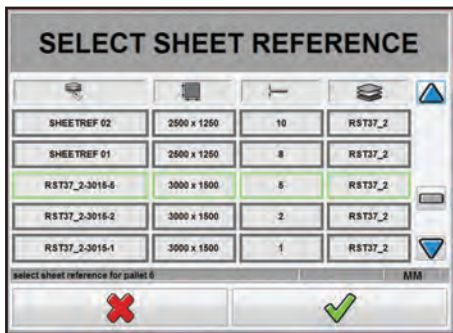 SELECT SHEET REFERENCE
SHEETREF 02 2500 x 1250 10 RST37_2
SHEETREF 01 2500 x 1250 8 RST37_2
RST37_2-3015-5 3000 x 1500 5 RST37_2
RST37_2-3015-2 3000 x 1500 2 RST37_2
RST37_2-3015-1 3000 x 1500 1 RST37_2
select sheet reference for pallet 6 MM